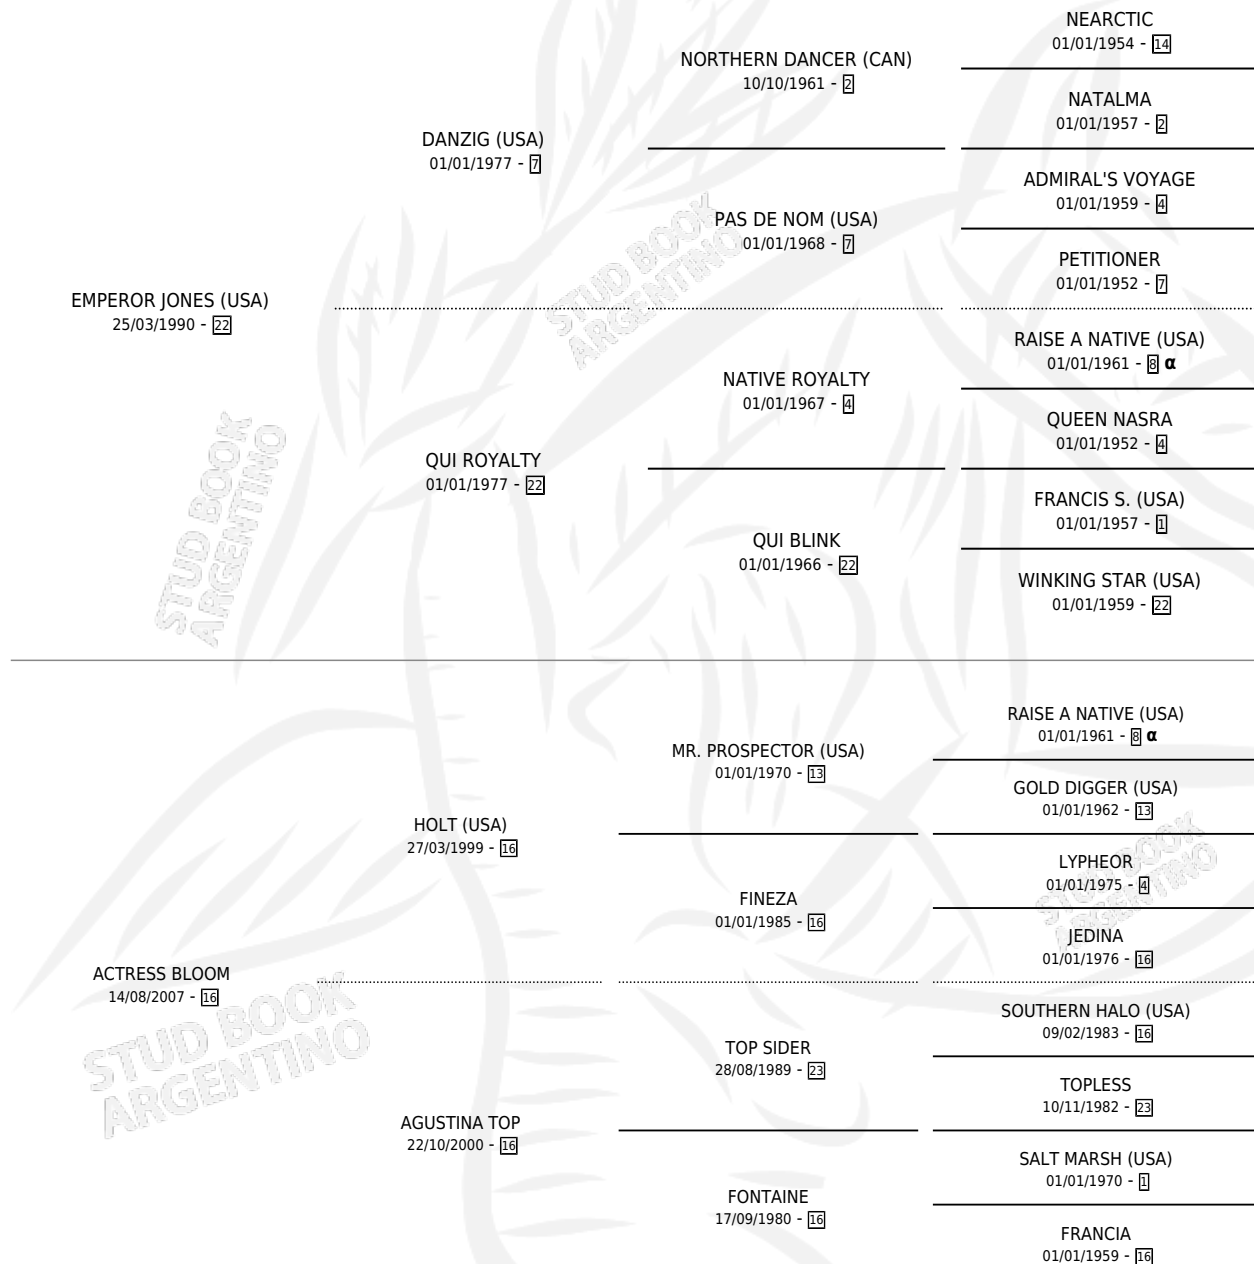 NEARCTIC
01/01/1954 - 14
NORTHERN DANCER (CAN)
10/10/1961 - 2
NATALMA
01/01/1957 - 2
DANZIG (USA)
01/01/1977 - 7
ADMIRAL'S VOYAGE
01/01/1959 - 4
PAS DE NOM (USA)
01/01/1968 - 7
PETITIONER
01/01/1952 - 7
EMPEROR JONES (USA)
25/03/1990 - 22
RAISE A NATIVE (USA)
01/01/1961 - 8 α
NATIVE ROYALTY
01/01/1967 - 4
QUEEN NASRA
01/01/1952 - 4
QUI ROYALTY
01/01/1977 - 22
FRANCIS S. (USA)
01/01/1957 - 1
QUI BLINK
01/01/1966 - 22
WINKING STAR (USA)
01/01/1959 - 22
STUD BOOK
ARGENTINO
STUD BOOK
ARGENTINO
RAISE A NATIVE (USA)
01/01/1961 - 8 α
MR. PROSPECTOR (USA)
01/01/1970 - 13
GOLD DIGGER (USA)
01/01/1962 - 13
HOLT (USA)
27/03/1999 - 16
LYPHEOR
01/01/1975 - 4
FINEZA
01/01/1985 - 16
JEDINA
01/01/1976 - 16
ACTRESS BLOOM
14/08/2007 - 16
SOUTHERN HALO (USA)
09/02/1983 - 16
TOP SIDER
28/08/1989 - 23
TOPLESS
10/11/1982 - 23
AGUSTINA TOP
22/10/2000 - 16
SALT MARSH (USA)
01/01/1970 - 1
FONTAINE
17/09/1980 - 16
FRANCIA
01/01/1959 - 16
STUD BOOK
ARGENTINO
STUD BOOK
ARGENTINO